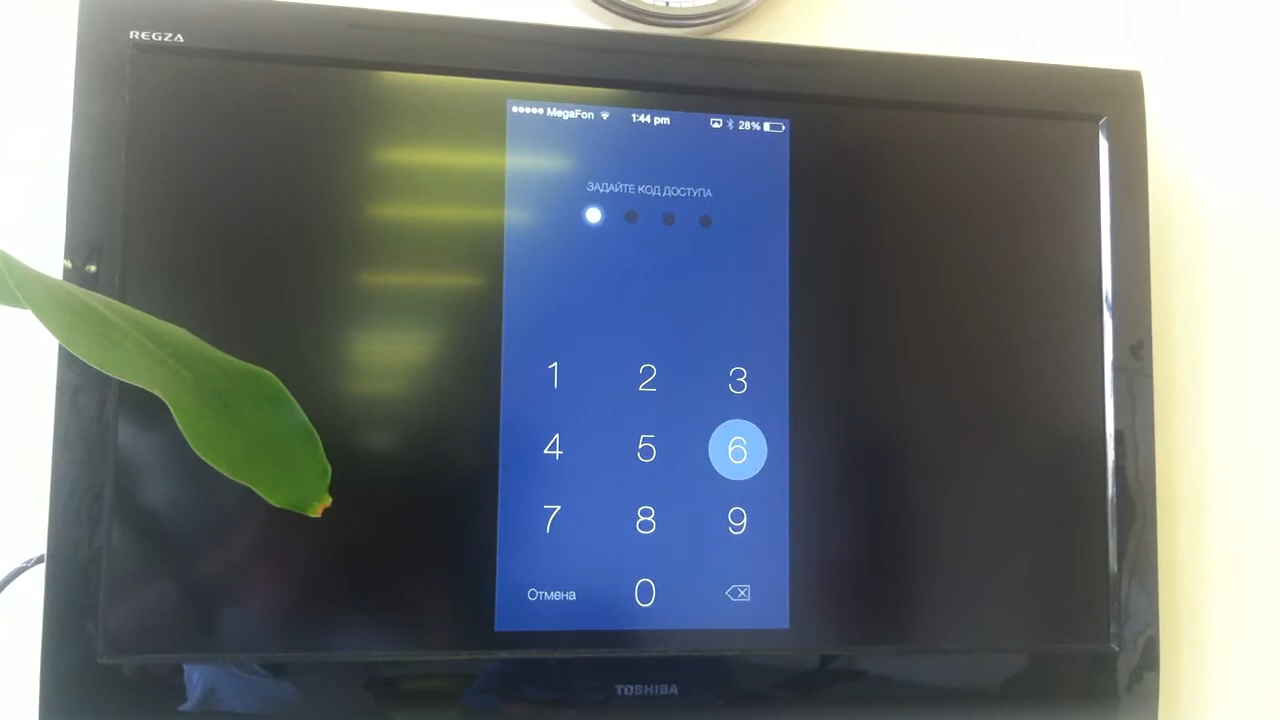 REGZA
MegaFon 1:44 pm 28%
ЗАДАЙТЕ КОД ДОСТУПА
1 2 3
4 5 6
7 8 9
Отмена 0
TOSHIBA